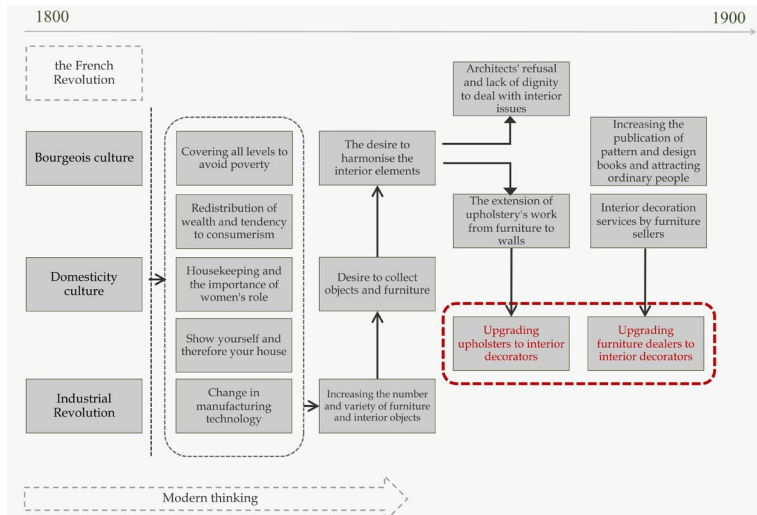 1800
1900
the French
Revolution
Bourgeois culture
Domesticity
culture
Industrial
Revolution
Covering all levels to
avoid poverty
Redistribution of
wealth and tendency
to consumerism
Housekeeping and
the importance of
women's role
Show yourself and
therefore your house
Change in
manufacturing
technology
The desire to
harmonise the
interior elements
Desire to collect
objects and furniture
Increasing the number
and variety of furniture
and interior objects
Architects' refusal
and lack of dignity
to deal with interior
issues
The extension of
upholstery's work
from furniture to
walls
Upgrading
upholsters to interior
decorators
Increasing the
publication of
pattern and design
books and attracting
ordinary people
Interior decoration
services by furniture
sellers
Upgrading
furniture dealers to
interior decorators
Modern thinking